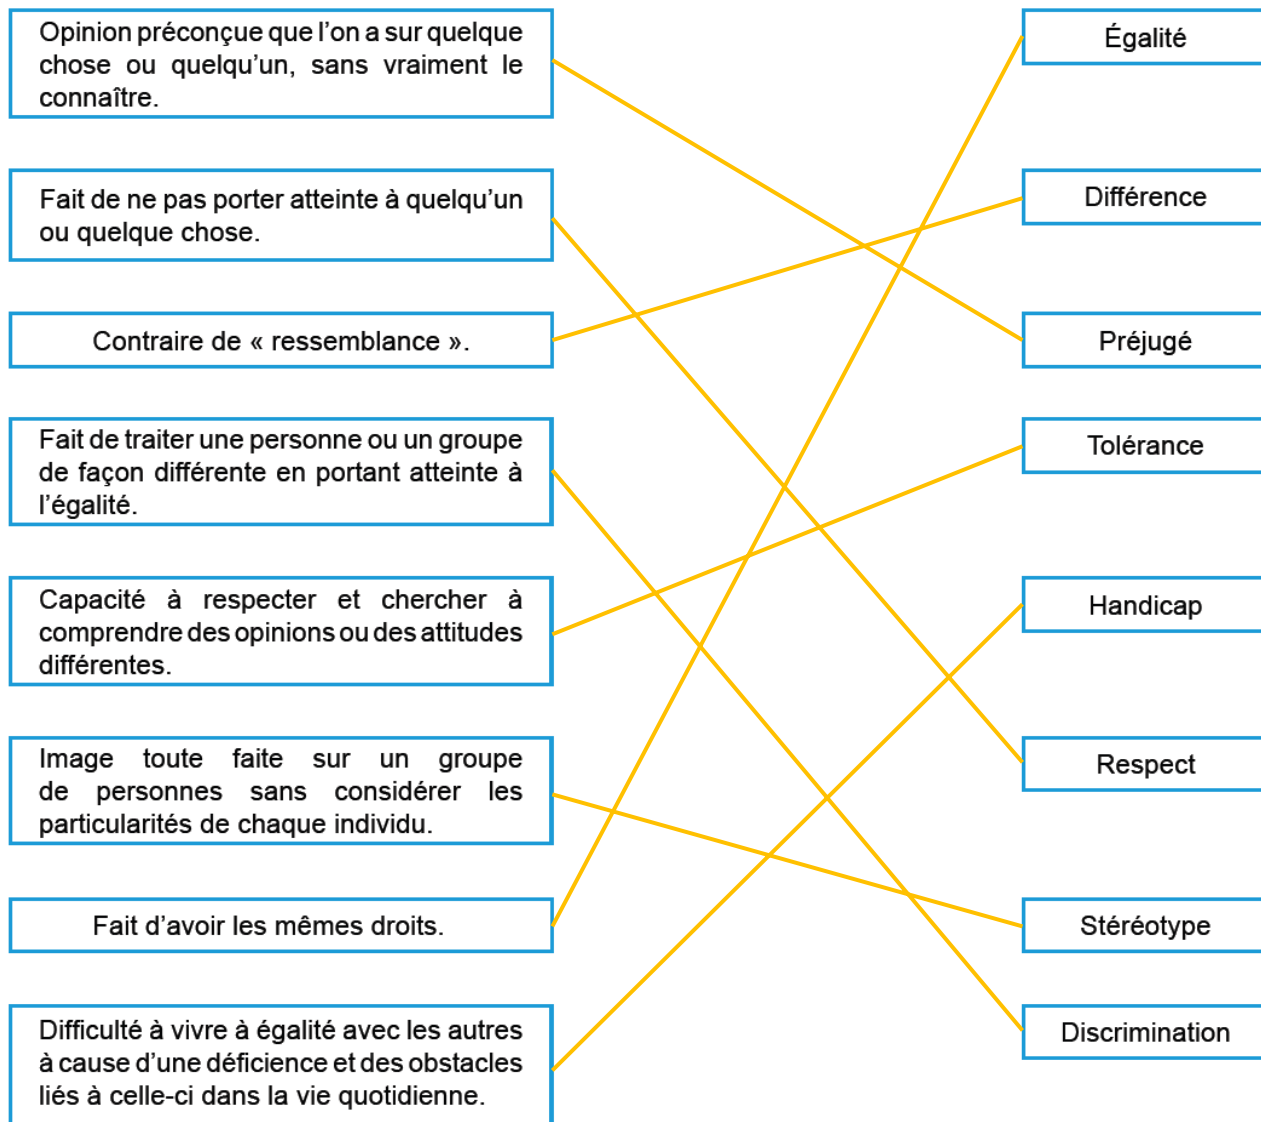 Opinion préconçue que l’on a sur quelque
chose ou quelqu’un, sans vraiment le
connaître.
Fait de ne pas porter atteinte à quelqu’un
ou quelque chose.
Contraire de « ressemblance ».
Fait de traiter une personne ou un groupe
de façon différente en portant atteinte à
l’égalité.
Capacité à respecter et chercher à
comprendre des opinions ou des attitudes
différentes.
Image toute faite sur un groupe
de personnes sans considérer les
particularités de chaque individu.
Fait d’avoir les mêmes droits.
Difficulté à vivre à égalité avec les autres
à cause d’une déficience et des obstacles
liés à celle-ci dans la vie quotidienne.
Égalité
Différence
Préjugé
Tolérance
Handicap
Respect
Stéréotype
Discrimination